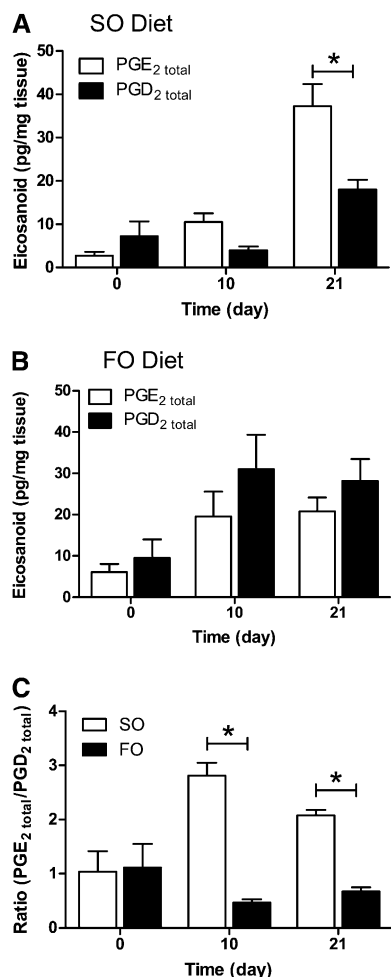 A SO Diet
Eicosanoid (pg/mg tissue)
50
40
30
20
10
0
PGE2 total
PGD2 total
*
0 10 21
Time (day)
B FO Diet
Eicosanoid (pg/mg tissue)
50
40
30
20
10
0
PGE2 total
PGD2 total
0 10 21
Time (day)
C
Ratio (PGE2 total/PGD2 total)
4
3
2
1
0
SO
FO
* *
0 10 21
Time (day)